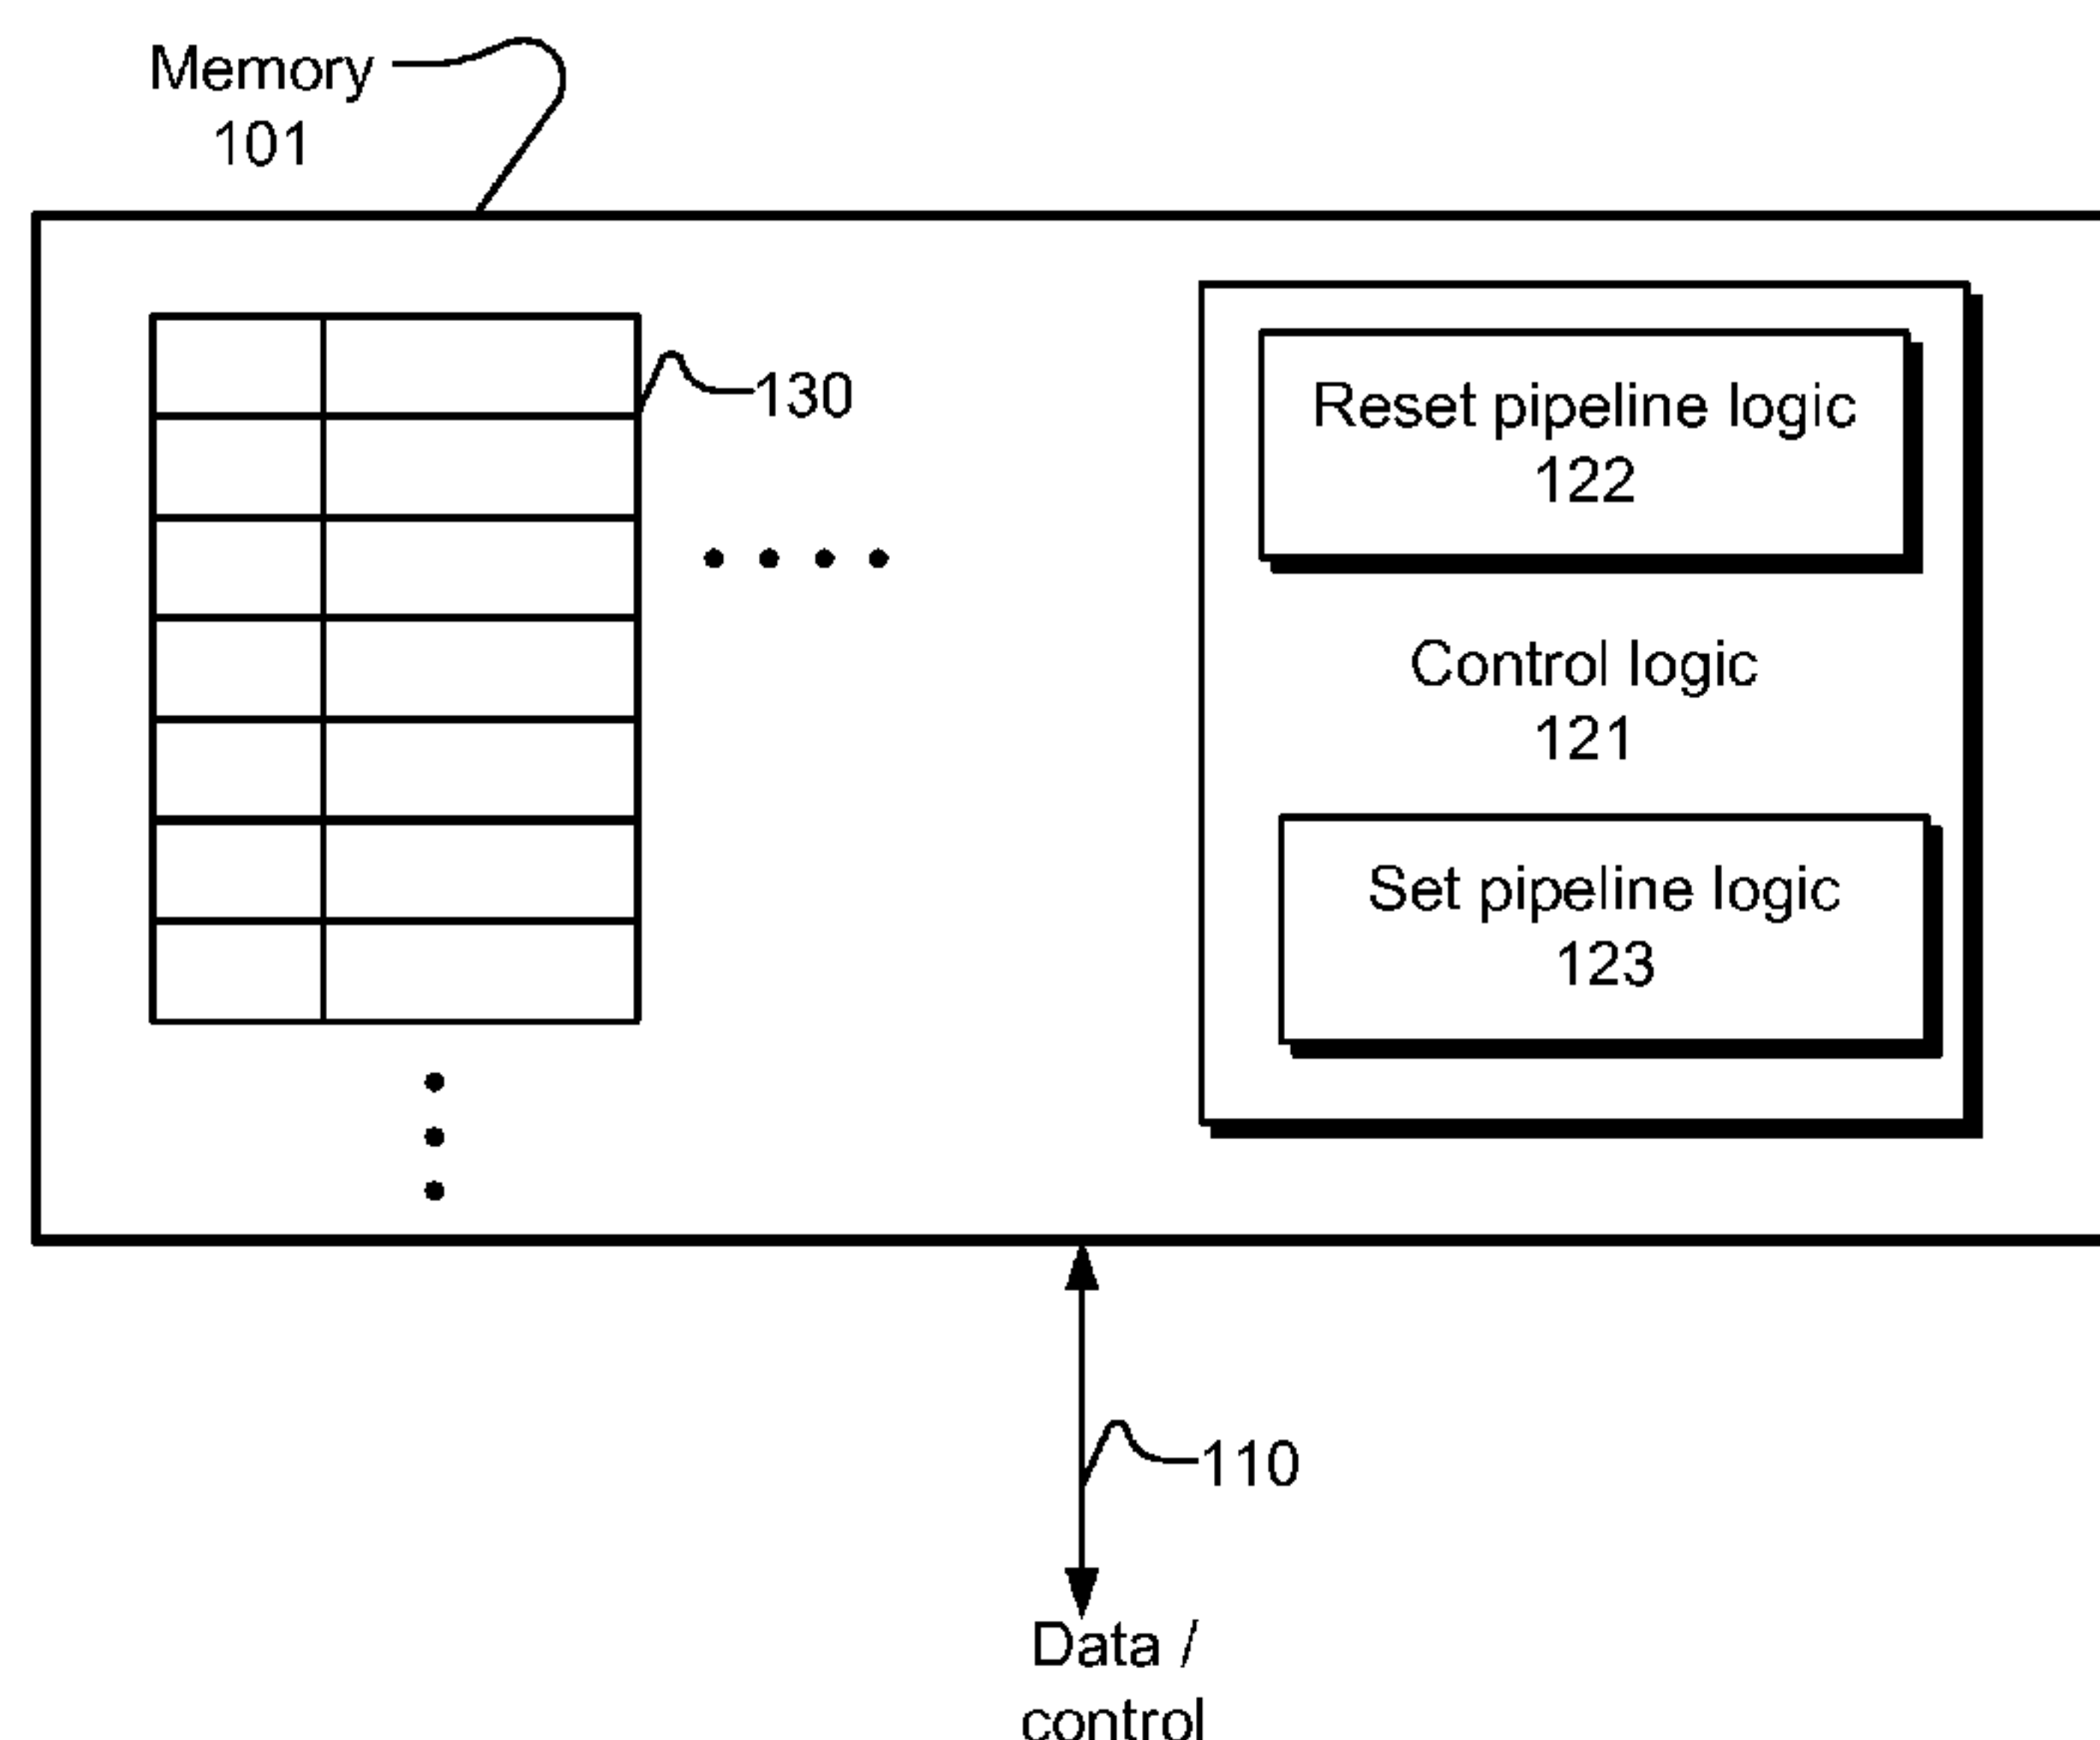 Memory
101
130
Reset pipeline logic
122
Control logic
121
Set pipeline logic
123
110
Data /
control